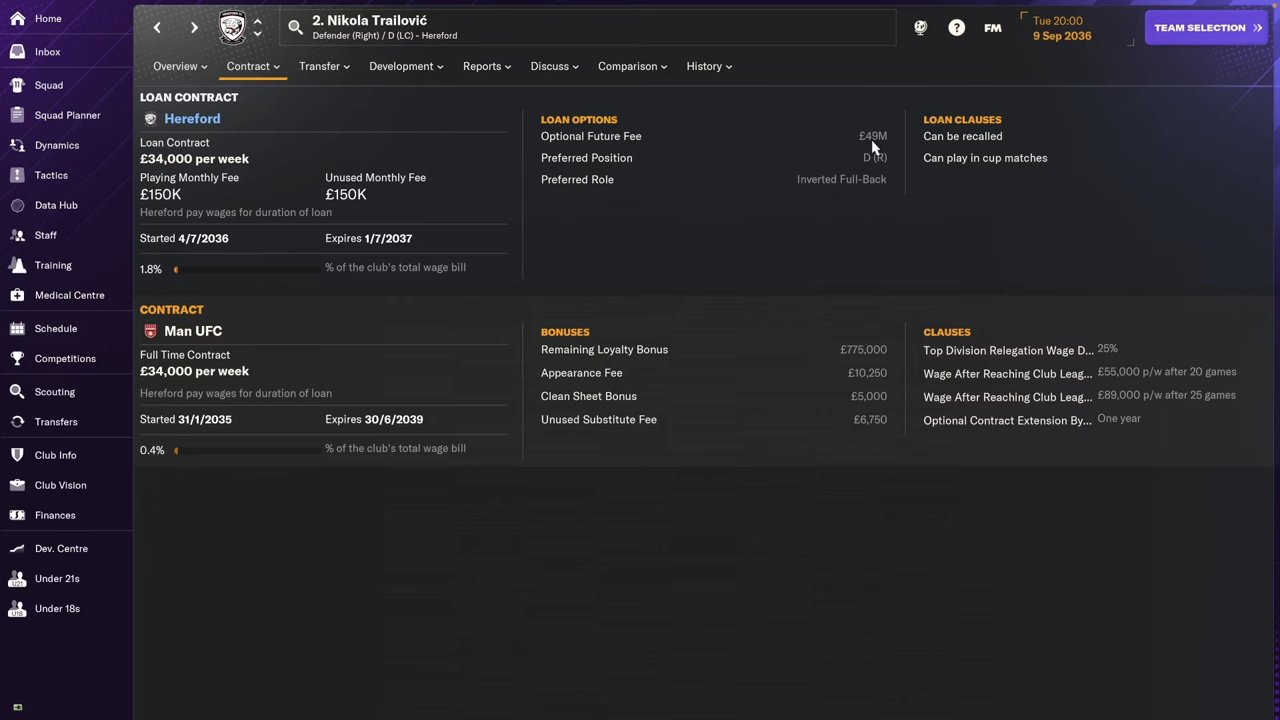 Home
Inbox
Squad
Squad Planner
Dynamics
Tactics
Data Hub
Staff
Training
Medical Centre
Schedule
Competitions
Scouting
Transfers
Club Info
Club Vision
Finances
Dev. Centre
U21
Under 21s
U18
Under 18s
2. Nikola Trailović
Defender (Right) / D (LC) - Hereford
?
FM
Tue 20:00
9 Sep 2036
TEAM SELECTION
Overview
Contract
Transfer
Development
Reports
Discuss
Comparison
History
LOAN CONTRACT
Hereford
Loan Contract
£34,000 per week
Playing Monthly Fee Unused Monthly Fee
£150K £150K
Hereford pay wages for duration of loan
Started 4/7/2036 Expires 1/7/2037
1.8% % of the club's total wage bill
LOAN OPTIONS
Optional Future Fee £49M
Preferred Position D (R)
Preferred Role Inverted Full-Back
LOAN CLAUSES
Can be recalled
Can play in cup matches
CONTRACT
Man UFC
Full Time Contract
£34,000 per week
Hereford pay wages for duration of loan
Started 31/1/2035 Expires 30/6/2039
0.4% % of the club's total wage bill
BONUSES
Remaining Loyalty Bonus £775,000
Appearance Fee £10,250
Clean Sheet Bonus £5,000
Unused Substitute Fee £6,750
CLAUSES
Top Division Relegation Wage D... 25%
Wage After Reaching Club Leag... £55,000 p/w after 20 games
Wage After Reaching Club Leag... £89,000 p/w after 25 games
Optional Contract Extension By... One year